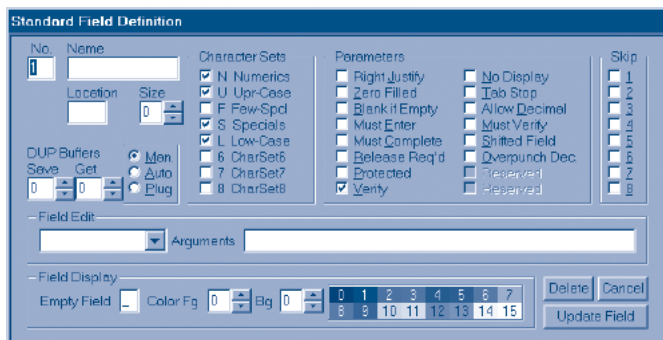 Standard Field Definition
No. Name
1
Location Size
0
DUP Buffers
Save Get
0 0
Man
Auto
Plug
Character Sets
N Numerics
U Upr-Case
F Few-Spcl
S Specials
L Low-Case
6 CharSet6
7 CharSet7
8 CharSet8
Parameters
Right Justify
Zero Filled
Blank if Empty
Must Enter
Must Complete
Release Req'd
Protected
Verify
No Display
Tab Stop
Allow Decimal
Must Verify
Shifted Field
Overpunch Dec.
Reserved
Reserved
Skip
1
2
3
4
5
6
7
8
Field Edit
Arguments
Field Display
Empty Field _ Color Fg 0 Bg 0
0 1 2 3 4 5 6 7
8 9 10 11 12 13 14 15
Delete Cancel
Update Field